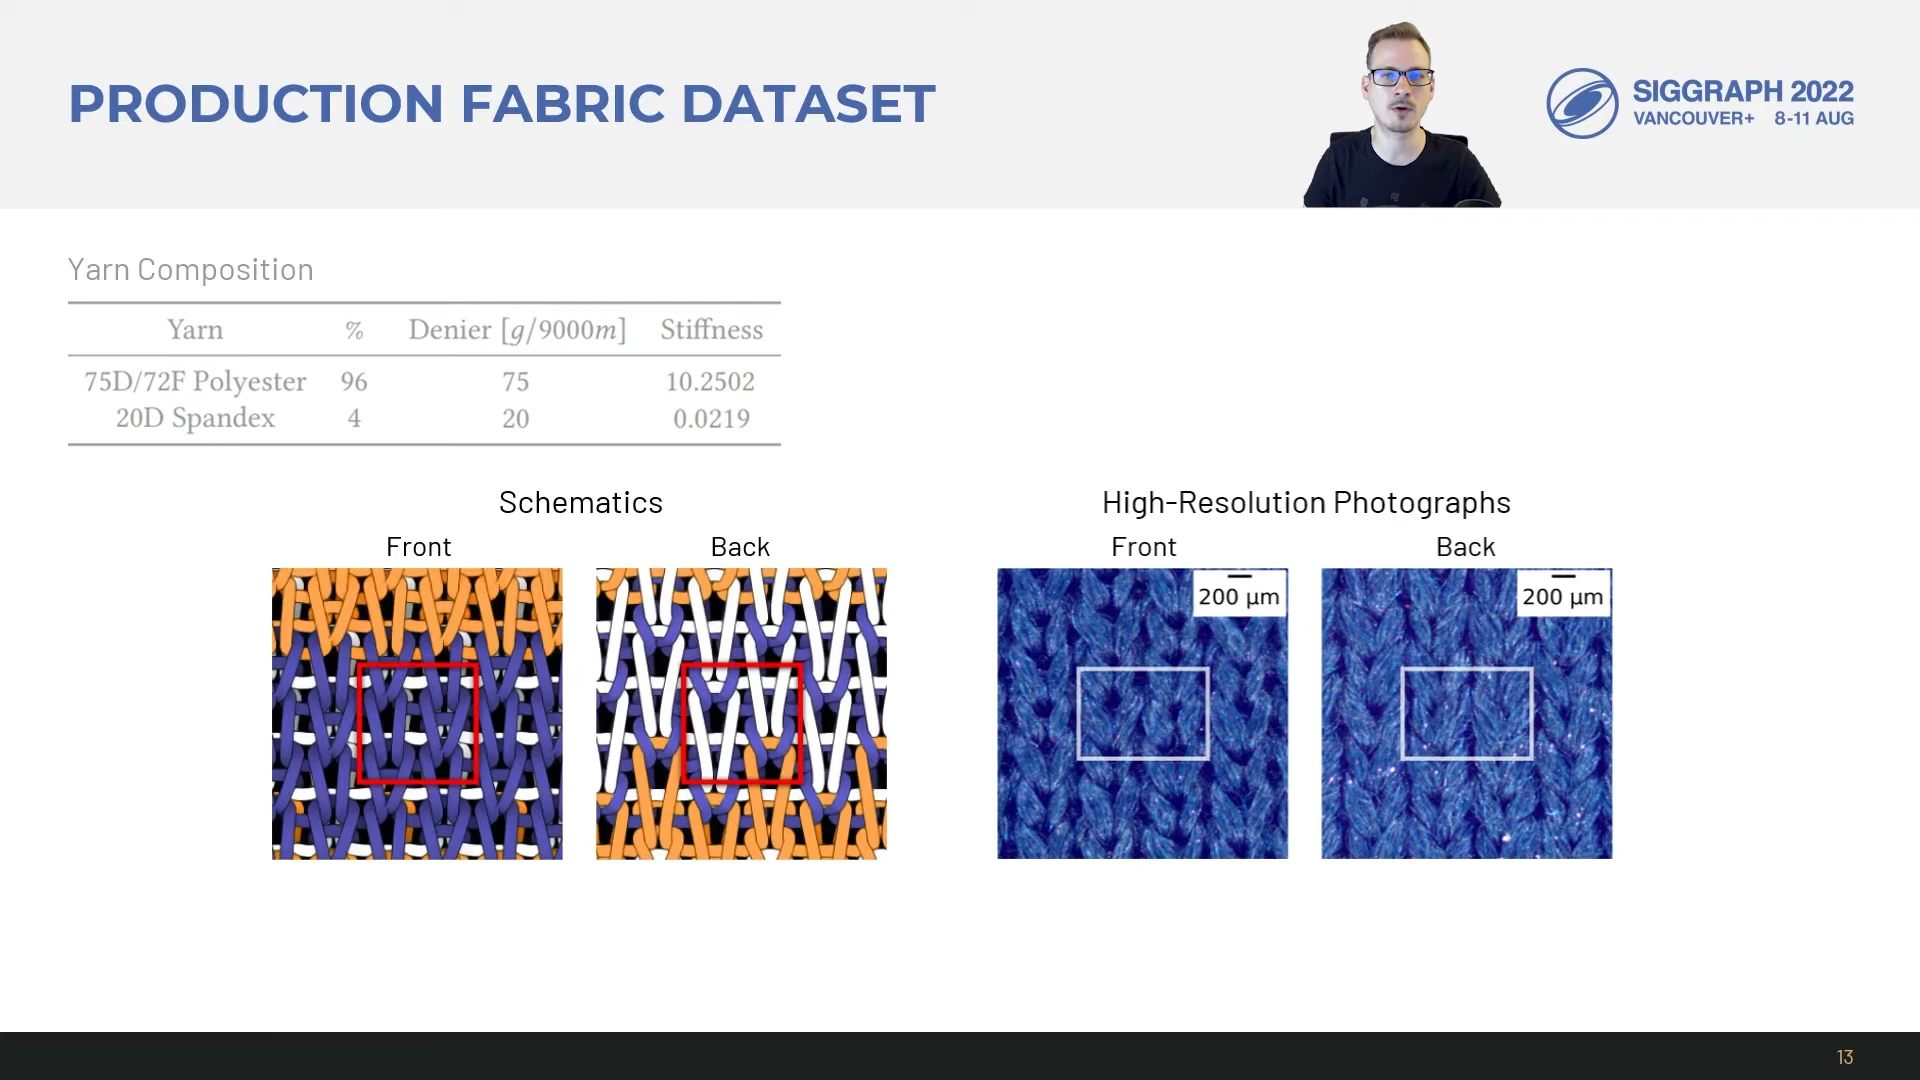 PRODUCTION FABRIC DATASET
SIGGRAPH 2022
VANCOUVER+ 8-11 AUG
Yarn Composition
Yarn % Denier [g/9000m] Stiffness
75D/72F Polyester 96 75 10.2502
20D Spandex 4 20 0.0219
Schematics
Front Back
High-Resolution Photographs
Front Back
200 µm
200 µm
13